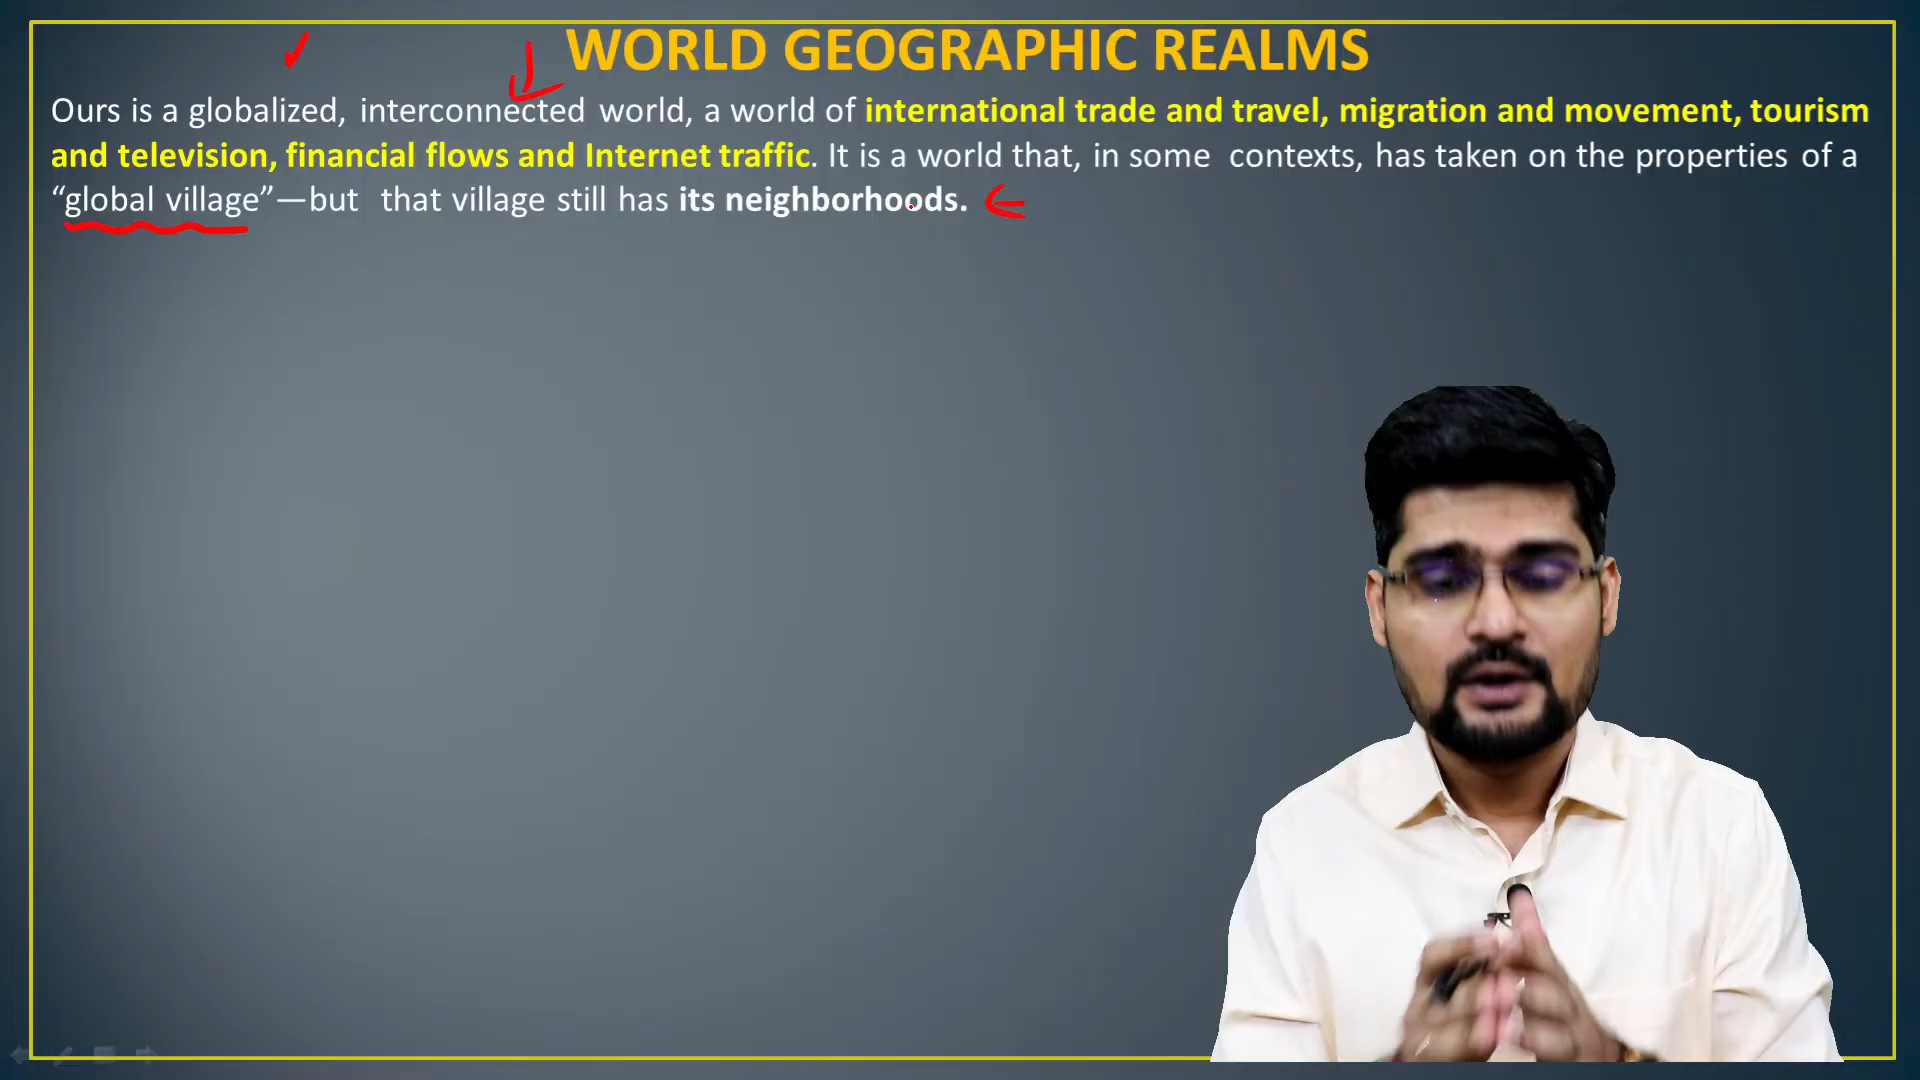 WORLD GEOGRAPHIC REALMS
Ours is a globalized, interconnected world, a world of international trade and travel, migration and movement, tourism
and television, financial flows and Internet traffic. It is a world that, in some contexts, has taken on the properties of a
“global village”—but that village still has its neighborhoods.